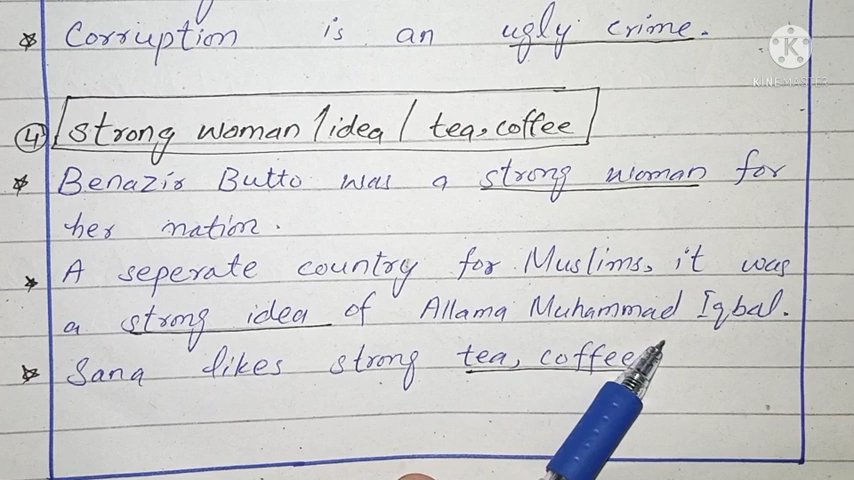 ☆ Corruption is an ugly crime.
KINEMASTER
④ strong woman / idea / tea, coffee
☆ Benazir Butto was a strong woman for
her nation.
☆ A seperate country for Muslims, it was
a strong idea of Allama Muhammad Iqbal.
☆ Sana likes strong tea, coffee